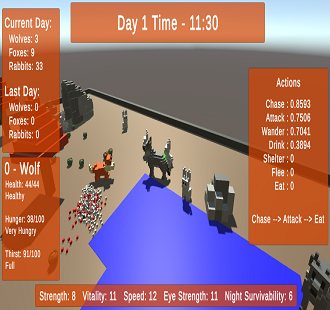 Day 1 Time - 11:30
Current Day:
Wolves: 3
Foxes: 9
Rabbits: 33
Last Day:
Wolves: 0
Foxes: 0
Rabbits: 0
0 - Wolf
Health: 44/44
Healthy
Hunger: 38/100
Very Hungry
Thirst: 91/100
Full
Actions
Chase : 0.8593
Attack : 0.7506
Wander : 0.7041
Drink : 0.3894
Shelter : 0
Flee : 0
Eat : 0
Chase --> Attack --> Eat
Strength: 8 Vitality: 11 Speed: 12 Eye Strength: 11 Night Survivability: 6